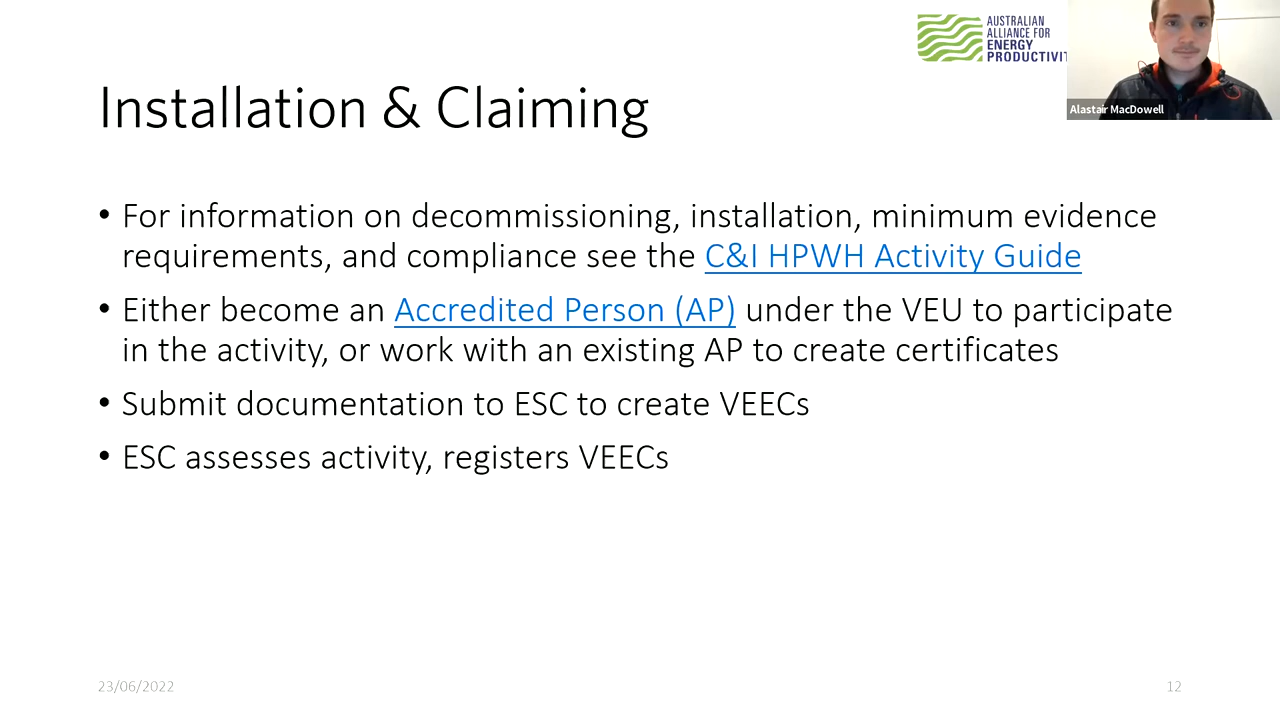 AUSTRALIAN
ALLIANCE FOR
ENERGY
Alastair MacDowell
Installation & Claiming
• For information on decommissioning, installation, minimum evidence
requirements, and compliance see the C&I HPWH Activity Guide
• Either become an Accredited Person (AP) under the VEU to participate
in the activity, or work with an existing AP to create certificates
• Submit documentation to ESC to create VEECs
• ESC assesses activity, registers VEECs
23/06/2022
12